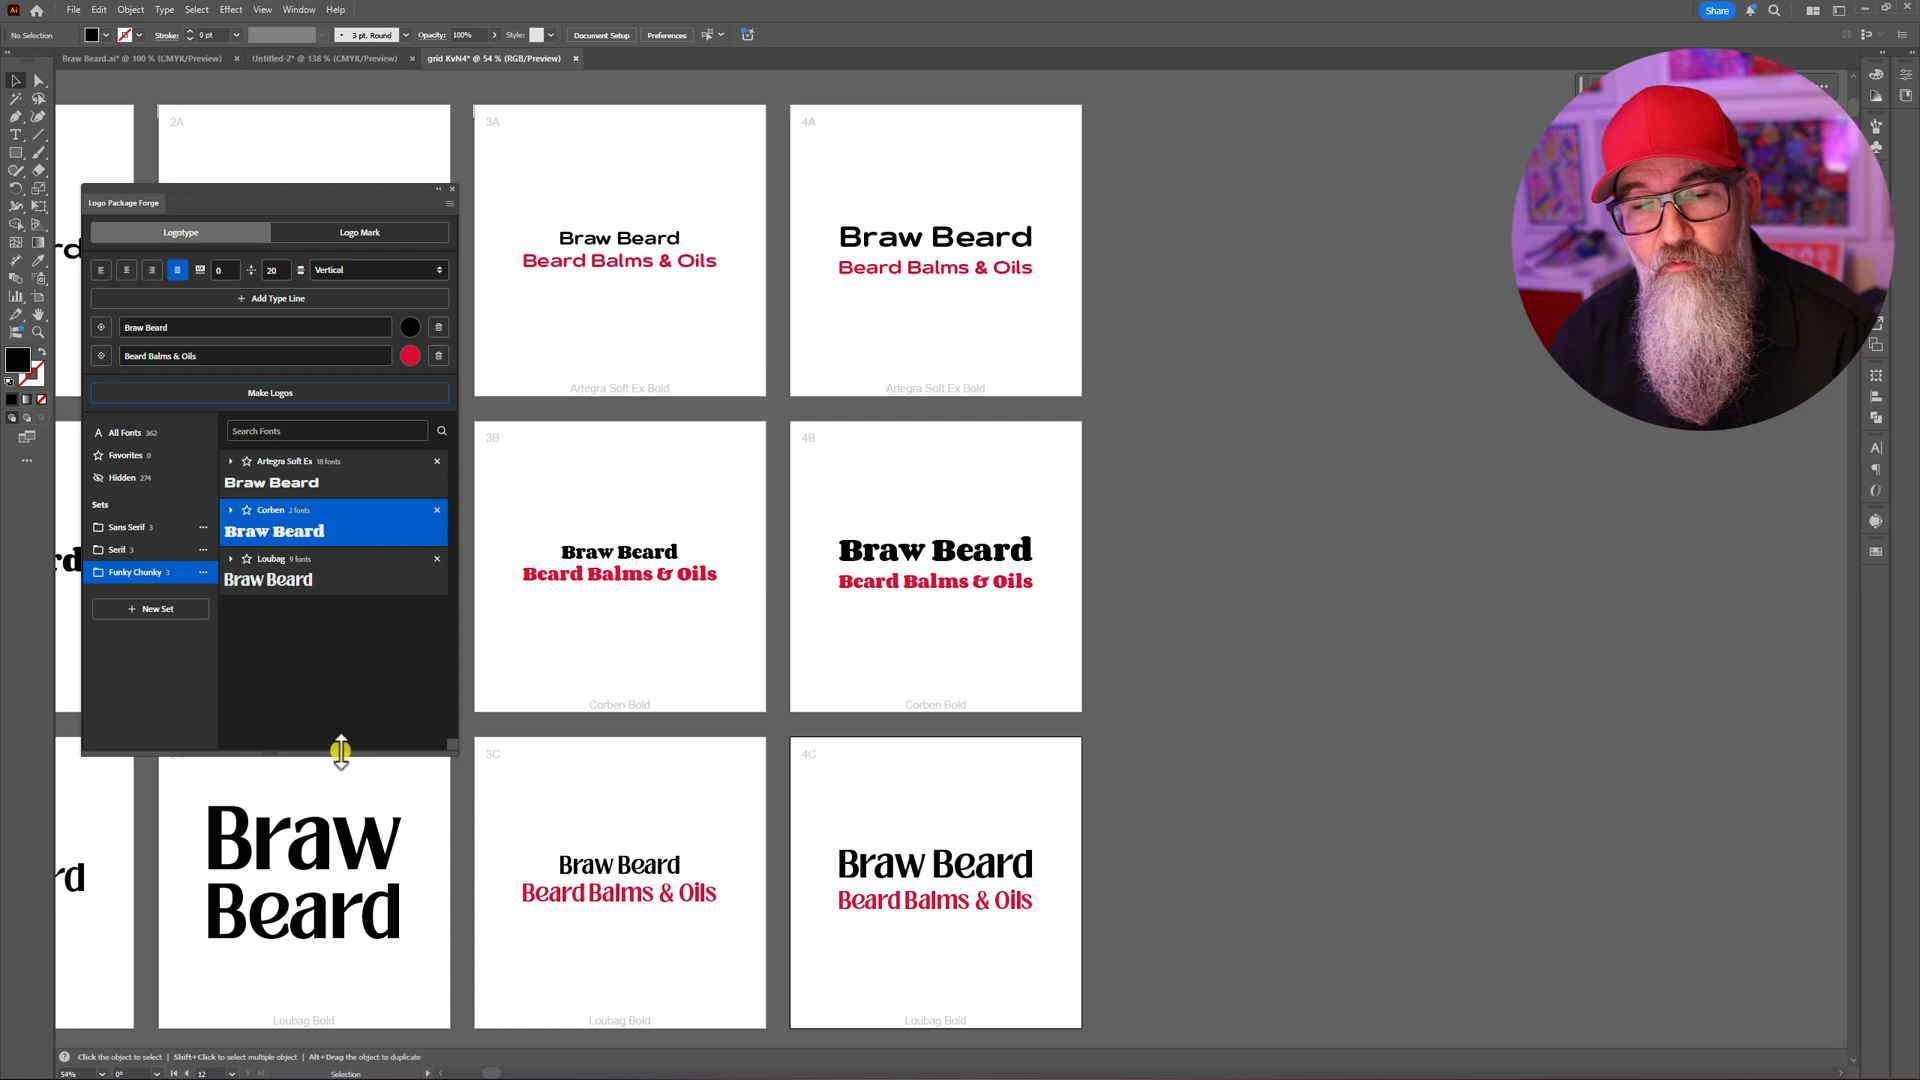 Ai File Edit Object Type Select Effect View Window Help Share
No Selection Stroke: 0 pt 3 pt. Round Opacity: 100% Style: Document Setup Preferences
Braw Beard.ai* @ 100 % (CMYK/Preview) Untitled-2* @ 138 % (CMYK/Preview) grid KvN4* @ 54 % (RGB/Preview)
2A
3A
Braw Beard
Beard Balms & Oils
Artegra Soft Ex Bold
4A
Braw Beard
Beard Balms & Oils
Artegra Soft Ex Bold
Logo Package Forge
Logotype Logo Mark
0 20 Vertical
+ Add Type Line
Braw Beard
Beard Balms & Oils
Make Logos
All Fonts 362
Favorites 0
Hidden 274
Sets
Sans Serif 3
Serif 3
Funky Chunky 3
+ New Set
Search Fonts
Artegra Soft Ex 18 fonts
Braw Beard
Corben 2 fonts
Braw Beard
Loubag 9 fonts
Braw Beard
3B
Braw Beard
Beard Balms & Oils
Corben Bold
4B
Braw Beard
Beard Balms & Oils
Corben Bold
rd
Braw
Beard
Loubag Bold
3C
Braw Beard
Beard Balms & Oils
Loubag Bold
4C
Braw Beard
Beard Balms & Oils
Loubag Bold
Click the object to select | Shift+Click to select multiple object | Alt+Drag the object to duplicate
54% 0° 12 Selection